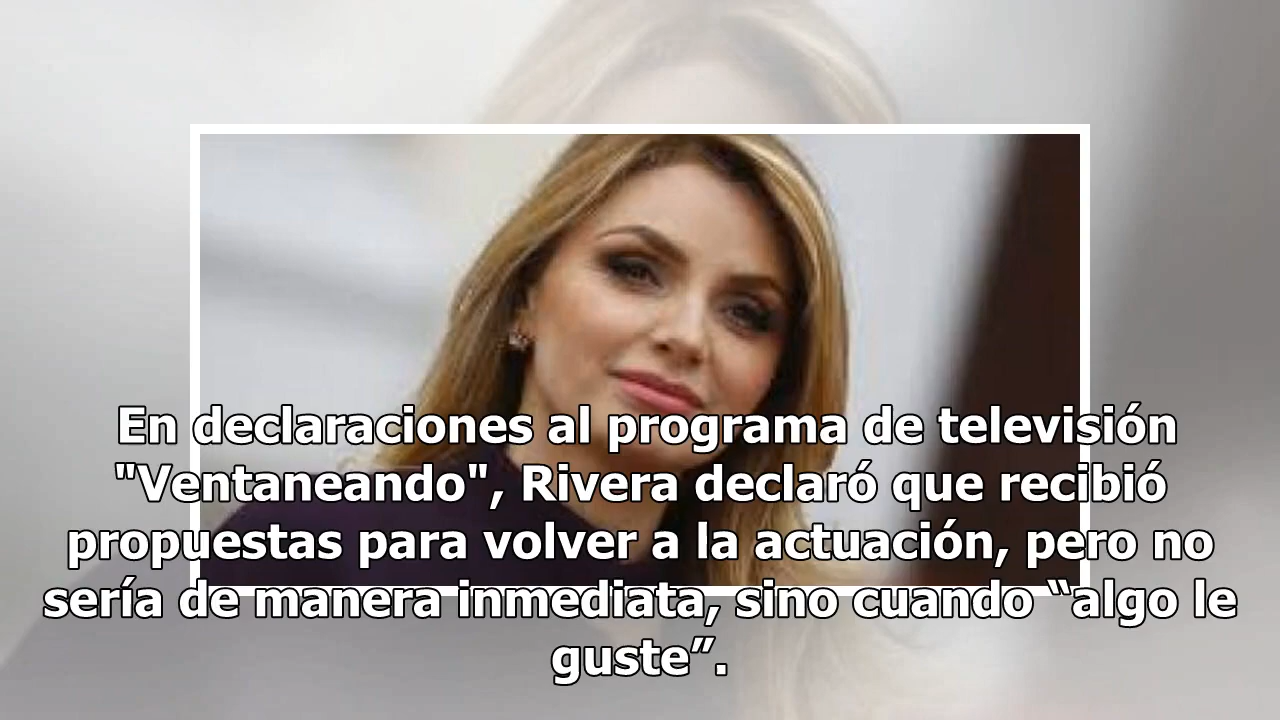 En declaraciones al programa de televisión
"Ventaneando", Rivera declaró que recibió
propuestas para volver a la actuación, pero no
sería de manera inmediata, sino cuando “algo le
guste”.